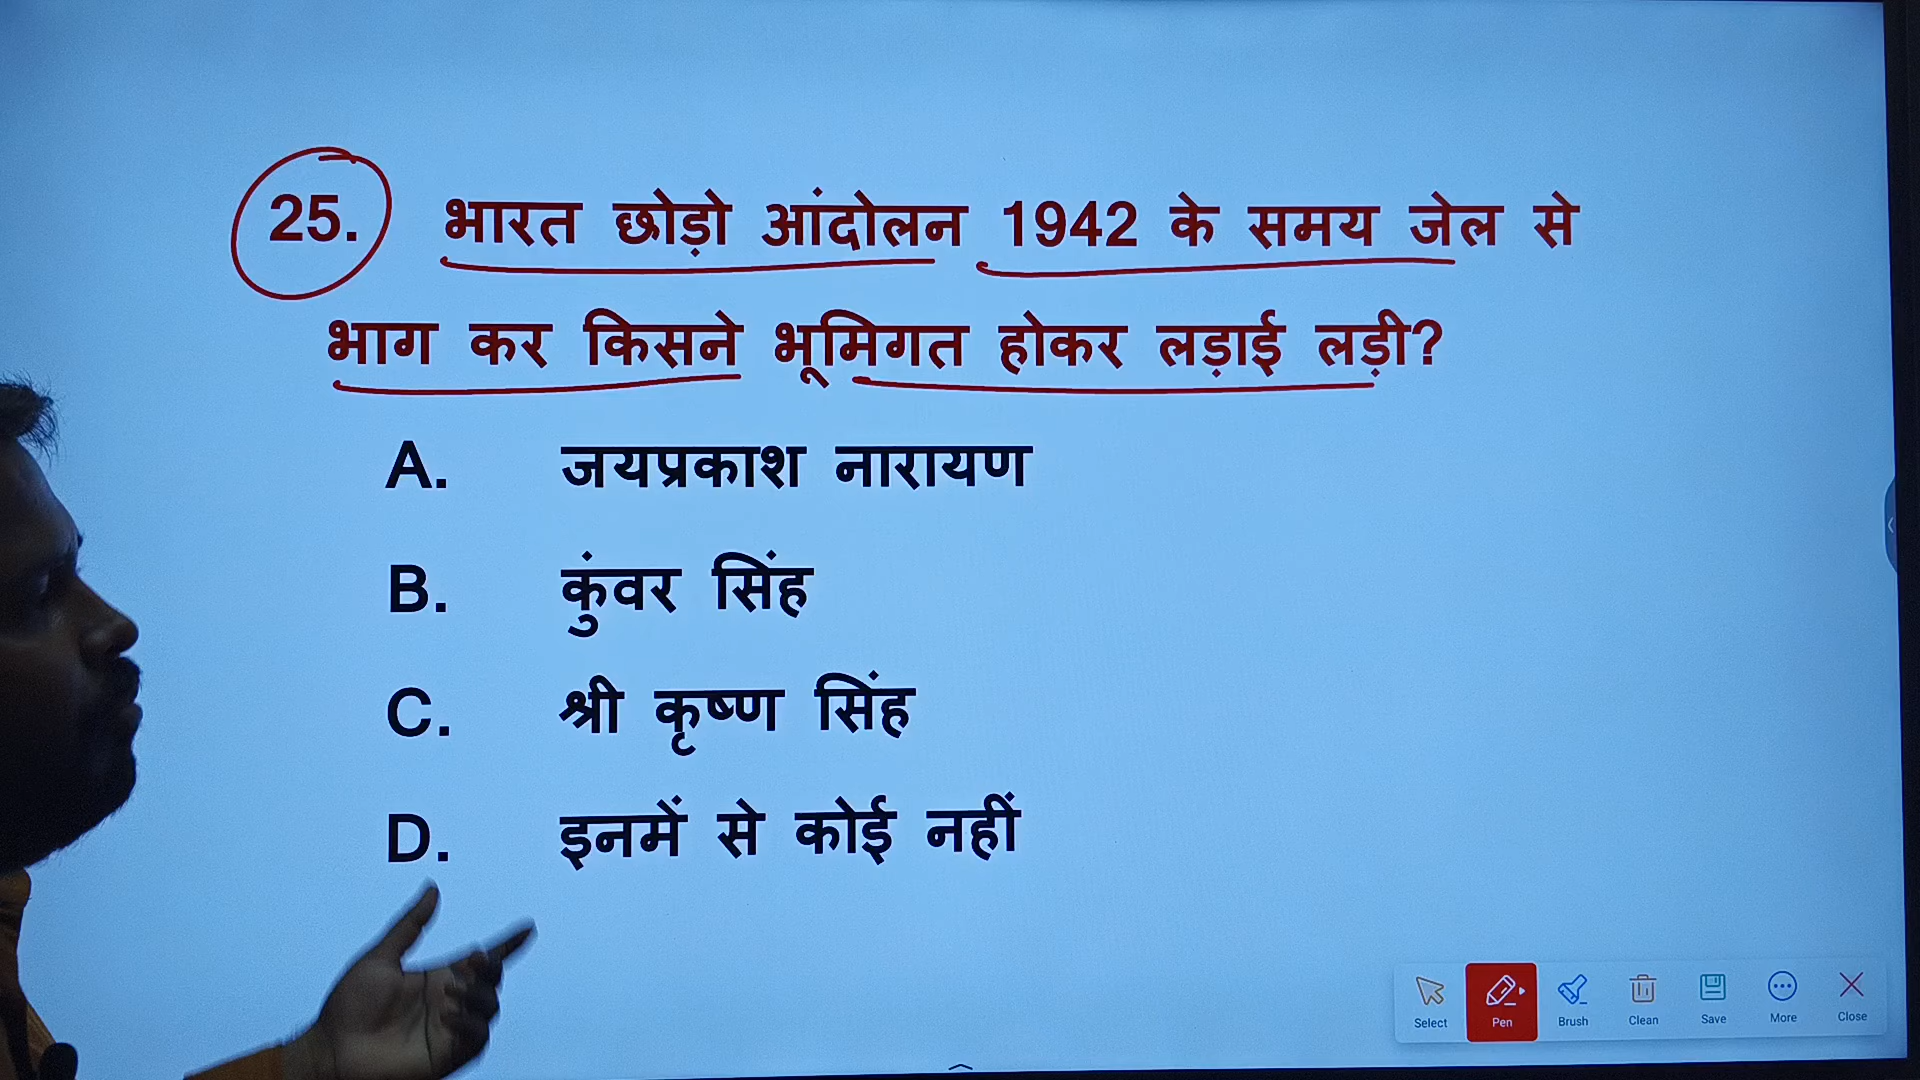 25. भारत छोड़ो आंदोलन 1942 के समय जेल से
भाग कर किसने भूमिगत होकर लड़ाई लड़ी?
A. जयप्रकाश नारायण
B. कुंवर सिंह
C. श्री कृष्ण सिंह
D. इनमें से कोई नहीं
Select Pen Brush Clean Save More Close